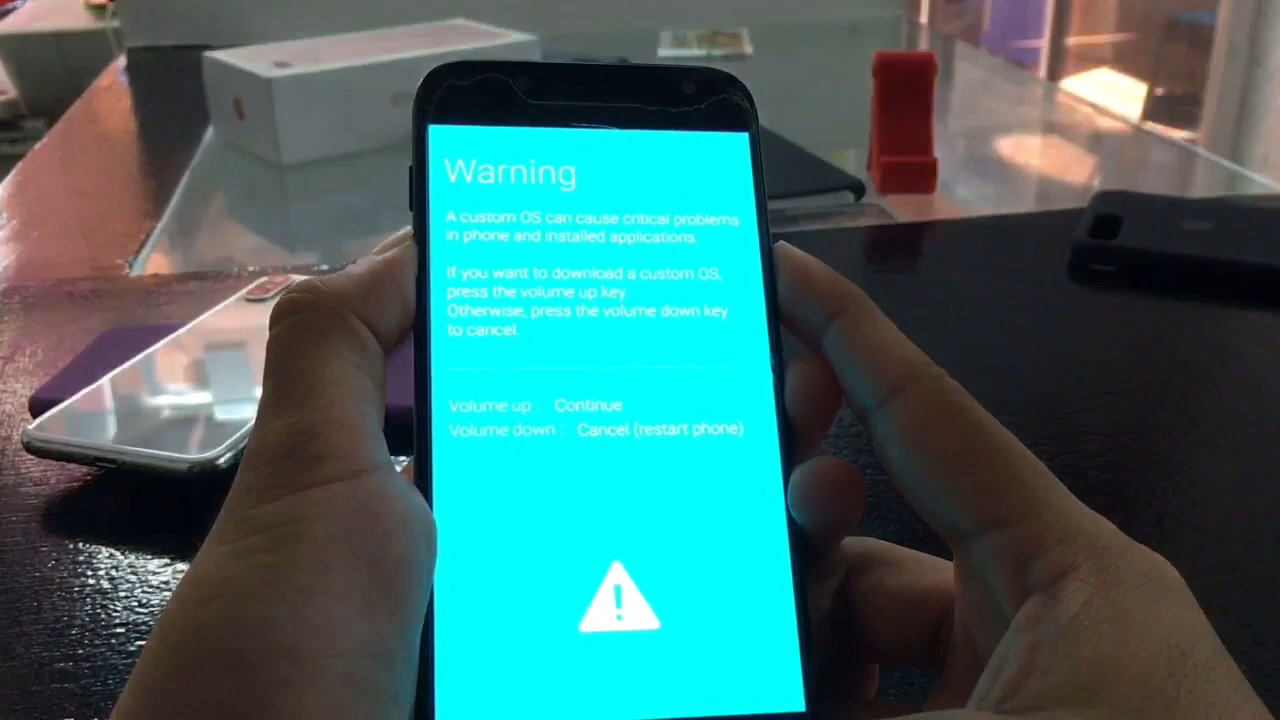 Warning
A custom OS can cause critical problems
in phone and installed applications.
If you want to download a custom OS,
press the volume up key.
Otherwise, press the volume down key
to cancel.
Volume up : Continue
Volume down : Cancel (restart phone)